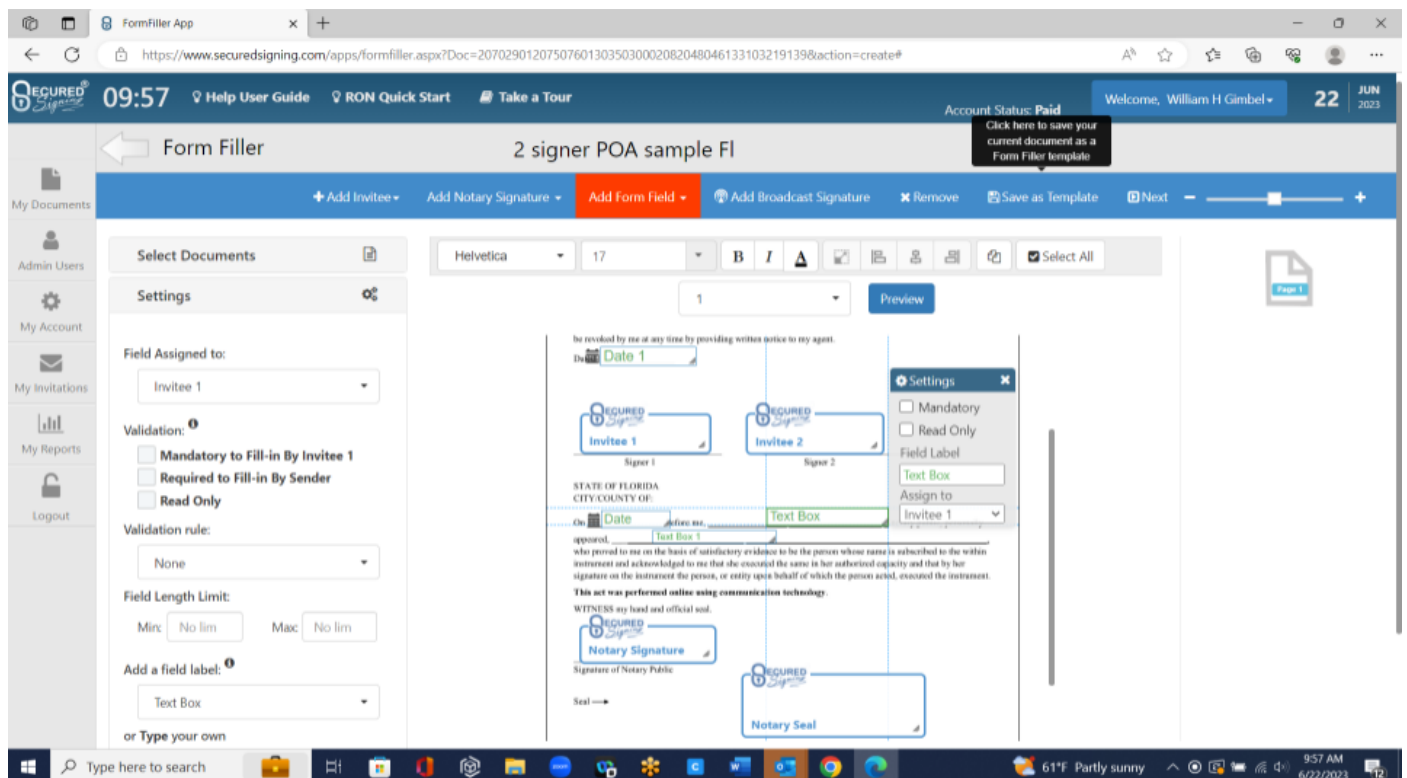 FormFiller App
https://www.securedsigning.com/apps/formfiller.aspx?Doc=207029012075076013035030002082048046133103219139&action=create#
SECURED® Signing 09:57 Help User Guide RON Quick Start Take a Tour Account Status: Paid Welcome, William H Gimbel 22 JUN 2023
Click here to save your
current document as a
Form Filler template
Form Filler 2 signer POA sample Fl
Add Invitee Add Notary Signature Add Form Field Add Broadcast Signature Remove Save as Template Next
My Documents
Admin Users
My Account
My Invitations
My Reports
Logout
Select Documents
Settings
Field Assigned to:
Invitee 1
Validation:
Mandatory to Fill-in By Invitee 1
Required to Fill-in By Sender
Read Only
Validation rule:
None
Field Length Limit:
Min: No lim Max: No lim
Add a field label:
Text Box
or Type your own
Helvetica 17 B I A Select All
1 Preview
be revoked by me at any time by providing written notice to my agent.
Date 1
SECURED Signing SECURED Signing
Invitee 1 Invitee 2
Signer 1 Signer 2
STATE OF FLORIDA
CITY/COUNTY OF:
On Date before me, Text Box
appeared, Text Box 1
who proved to me on the basis of satisfactory evidence to be the person whose name is subscribed to the within
instrument and acknowledged to me that she executed the same in her authorized capacity and that by her
signature on the instrument the person, or entity upon behalf of which the person acted, executed the instrument.
This act was performed online using communication technology.
WITNESS my hand and official seal.
SECURED Signing
Notary Signature
Signature of Notary Public
SECURED Signing
Seal
Notary Seal
Settings
Mandatory
Read Only
Field Label
Text Box
Assign to
Invitee 1
Page 1
Type here to search
61°F Partly sunny
9:57 AM
6/22/2023
12